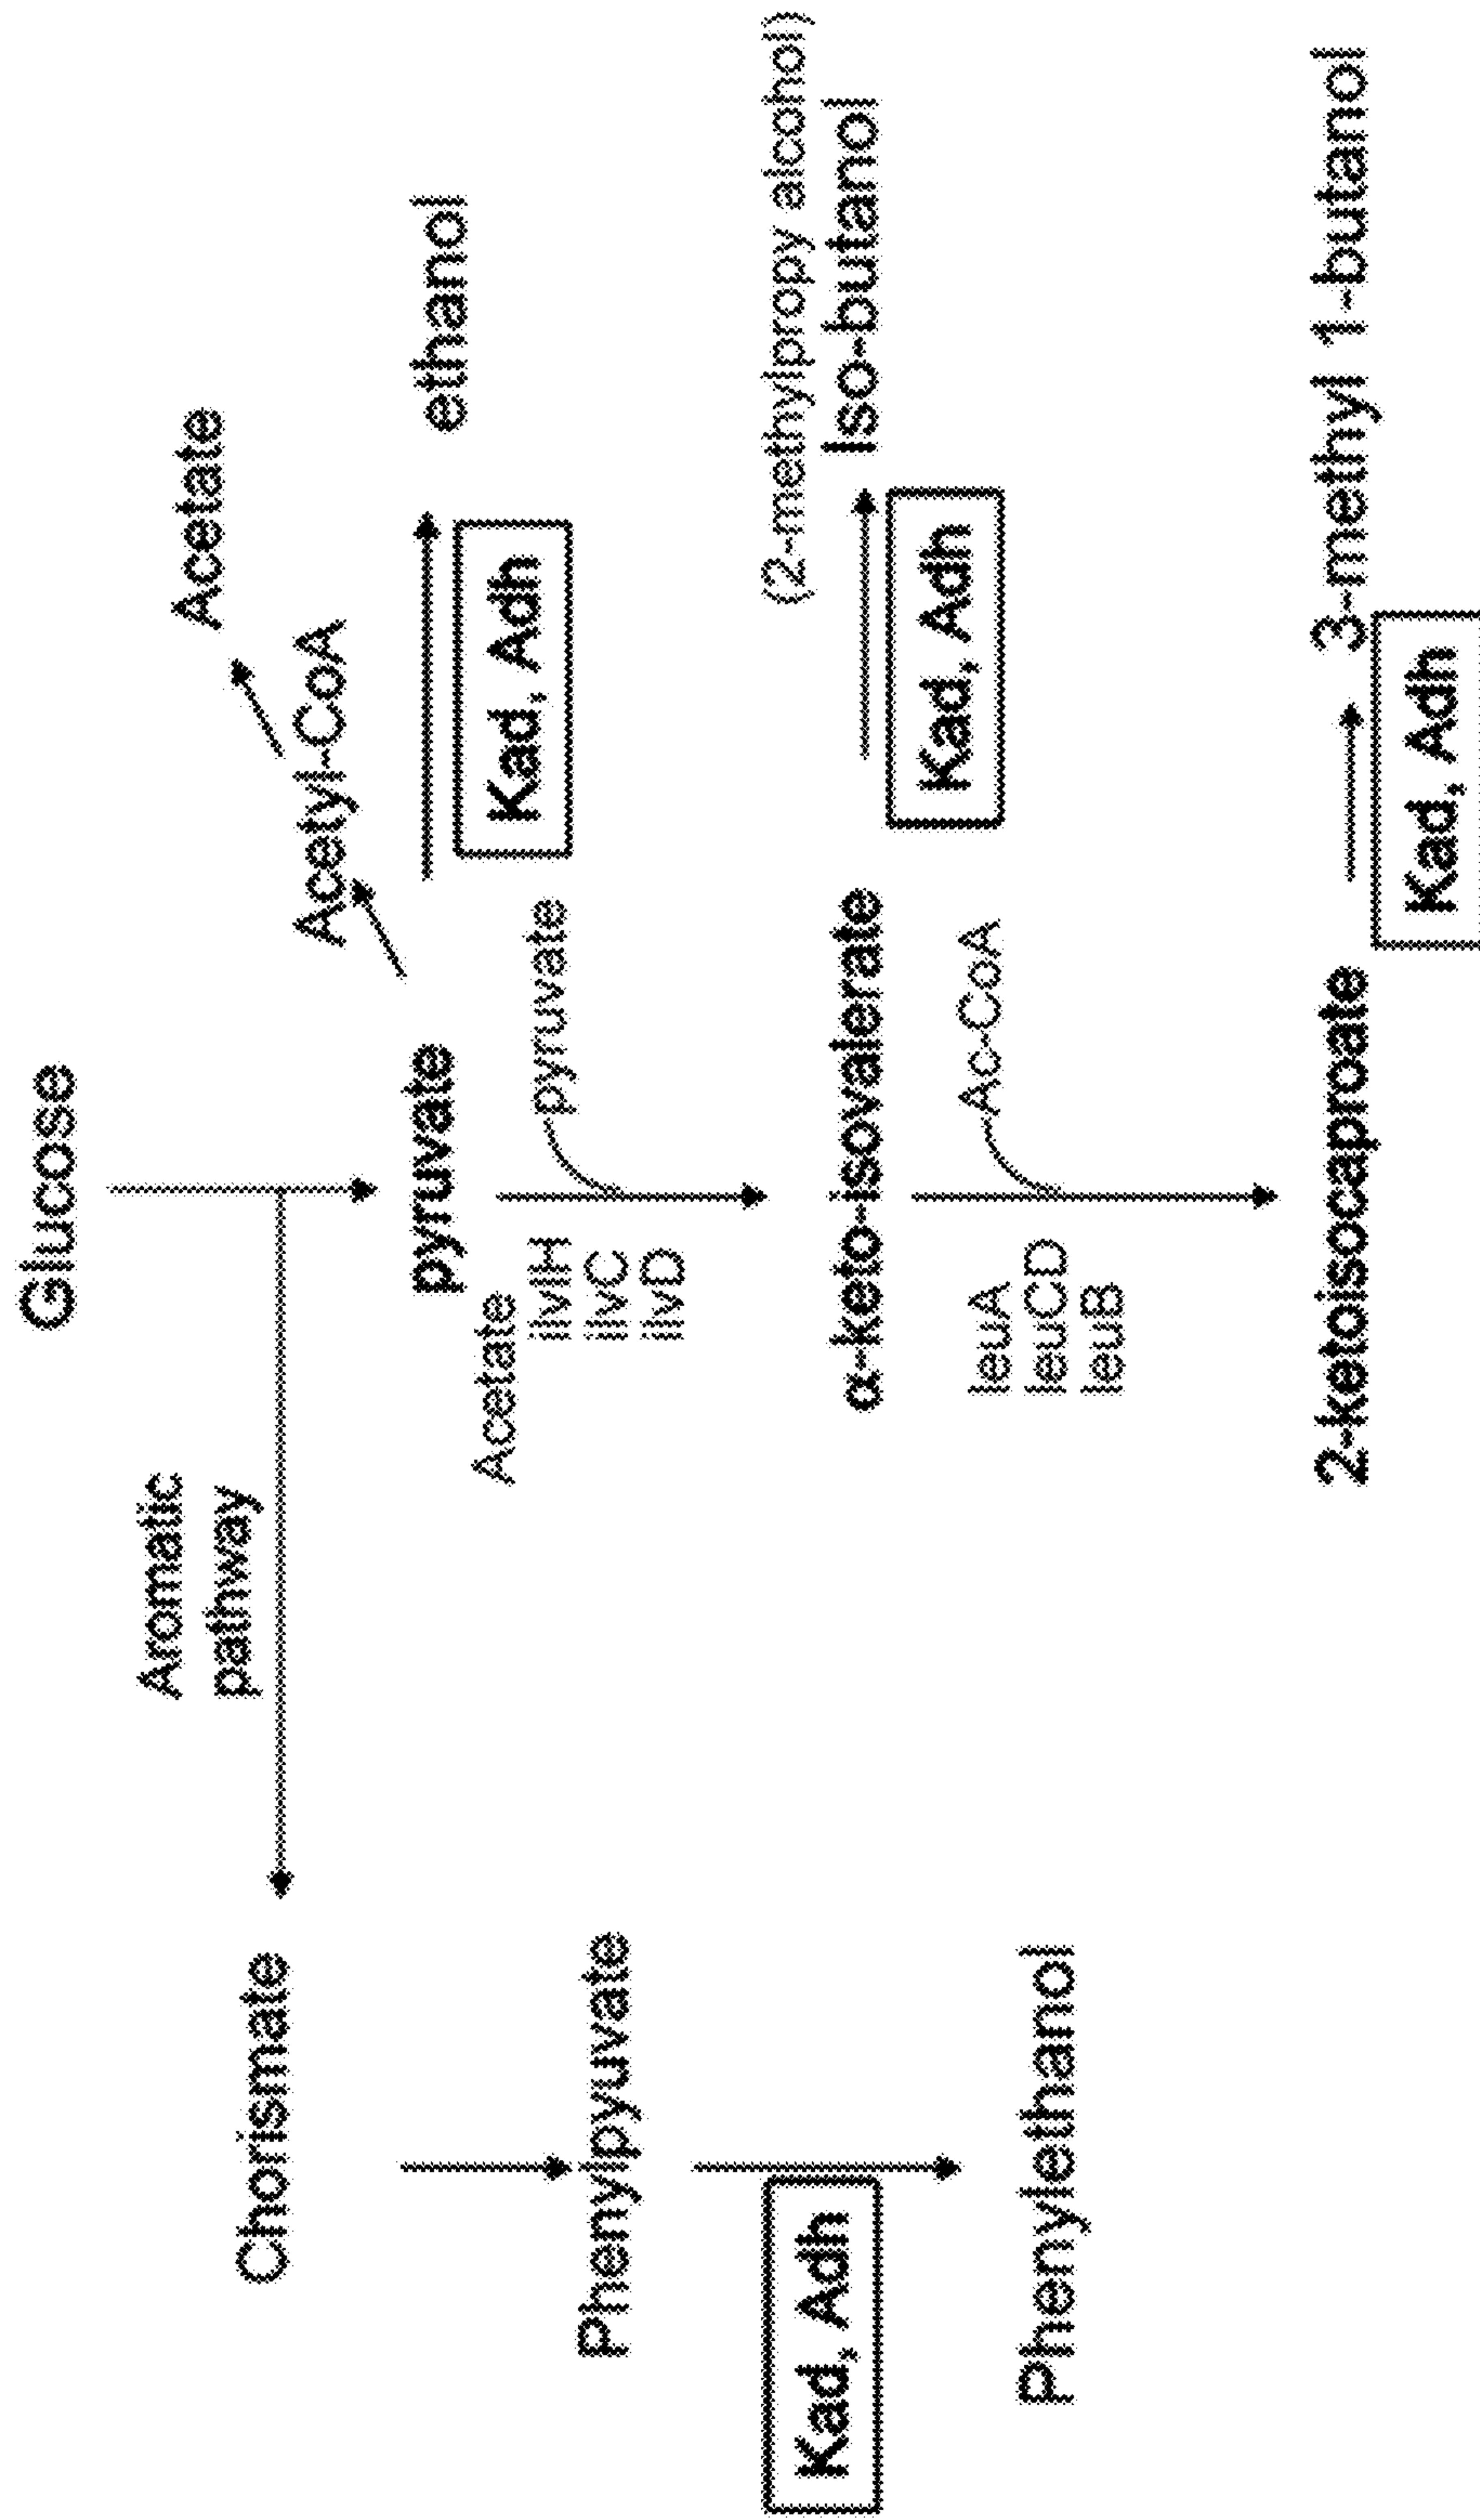 Glucose
Aromatic
pathway
Acetate
Acetyl-CoA
Chorismate
pyruvate
ethanol
Kad, Adh
Acetate
pyruvate
ilvIH
ilvC
ilvD
Phenylpyuvate
(2-methylpropy alcohol)
Iso-butanol
α-keto-isovalerate
Kad, Adh
Kad, Adh
Ac-CoA
leuA
leuCD
leuB
Phenylethanol
2-ketoisocaproate
3-methyl 1-butanol
Kad, Adh